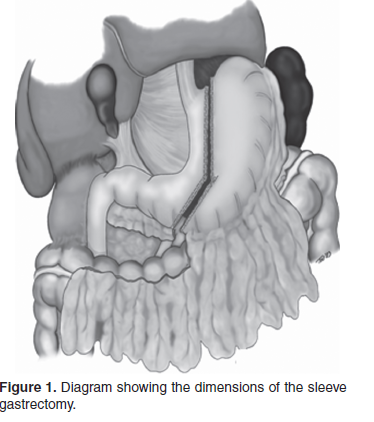 Figure 1. Diagram showing the dimensions of the sleeve
gastrectomy.